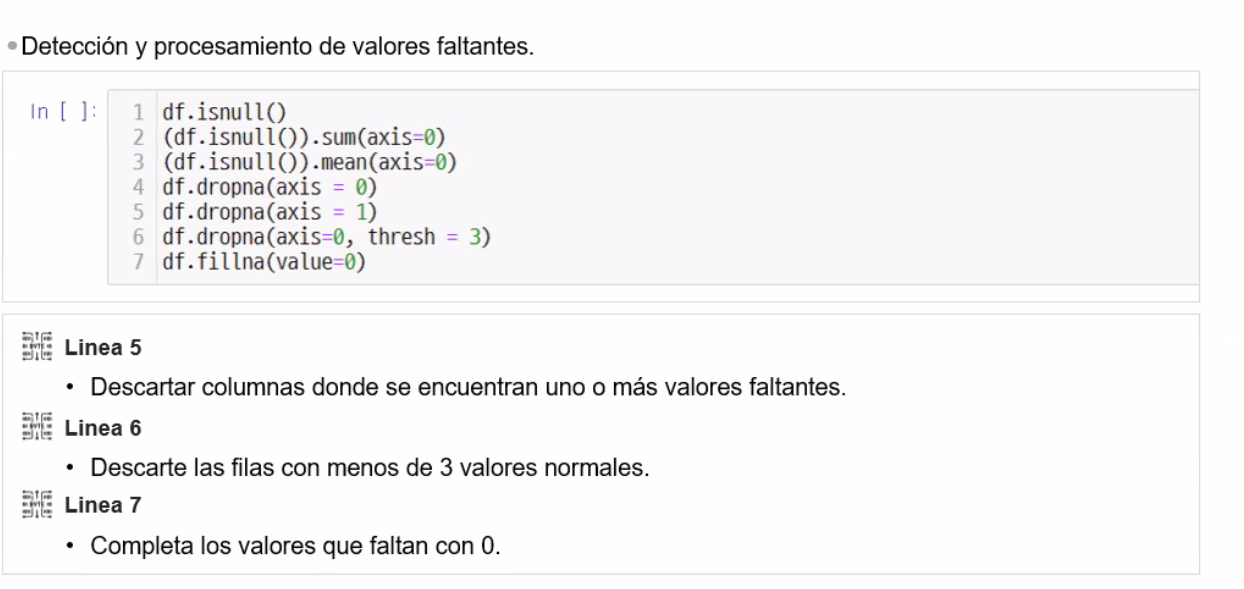 •Detección y procesamiento de valores faltantes.
In [ ]:
1 df.isnull()
2 (df.isnull()).sum(axis=0)
3 (df.isnull()).mean(axis=0)
4 df.dropna(axis = 0)
5 df.dropna(axis = 1)
6 df.dropna(axis=0, thresh = 3)
7 df.fillna(value=0)
Linea 5
• Descartar columnas donde se encuentran uno o más valores faltantes.
Linea 6
• Descarte las filas con menos de 3 valores normales.
Linea 7
• Completa los valores que faltan con 0.